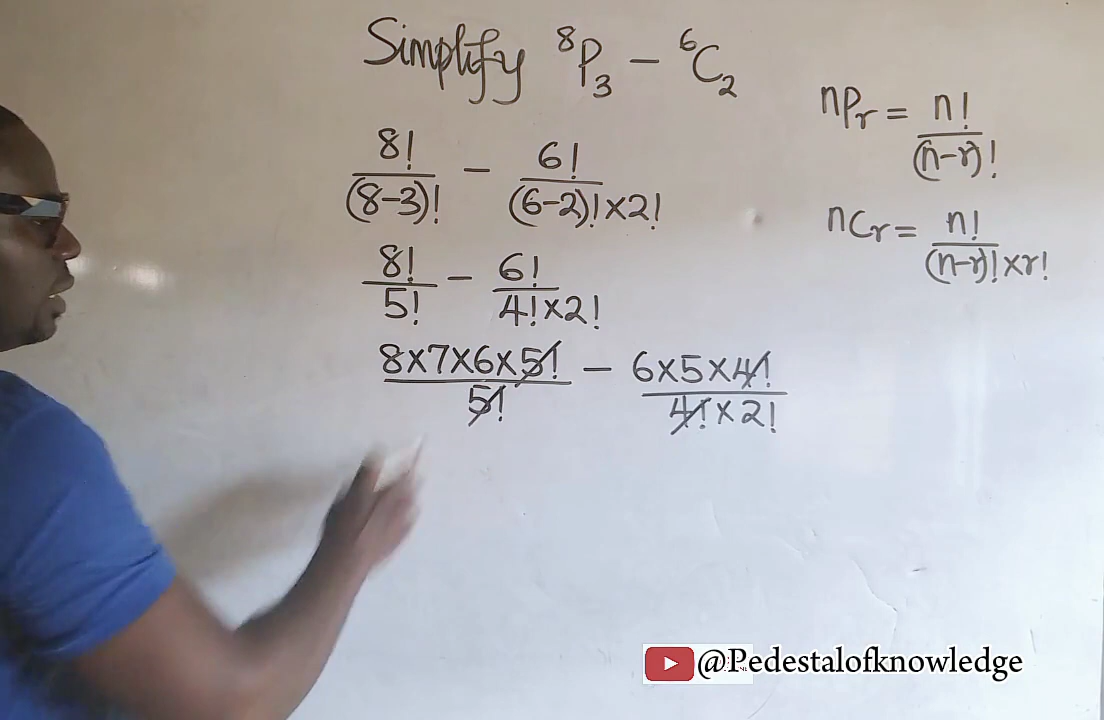 Simplify ⁸P₃ − ⁶C₂
nPr = n!/(n-r)!
8!/(8-3)! − 6!/(6-2)!×2!
nCr = n!/(n-r)!×r!
8!/5! − 6!/4!×2!
8×7×6×5!/5! − 6×5×4!/4!×2!
@Pedestalofknowledge